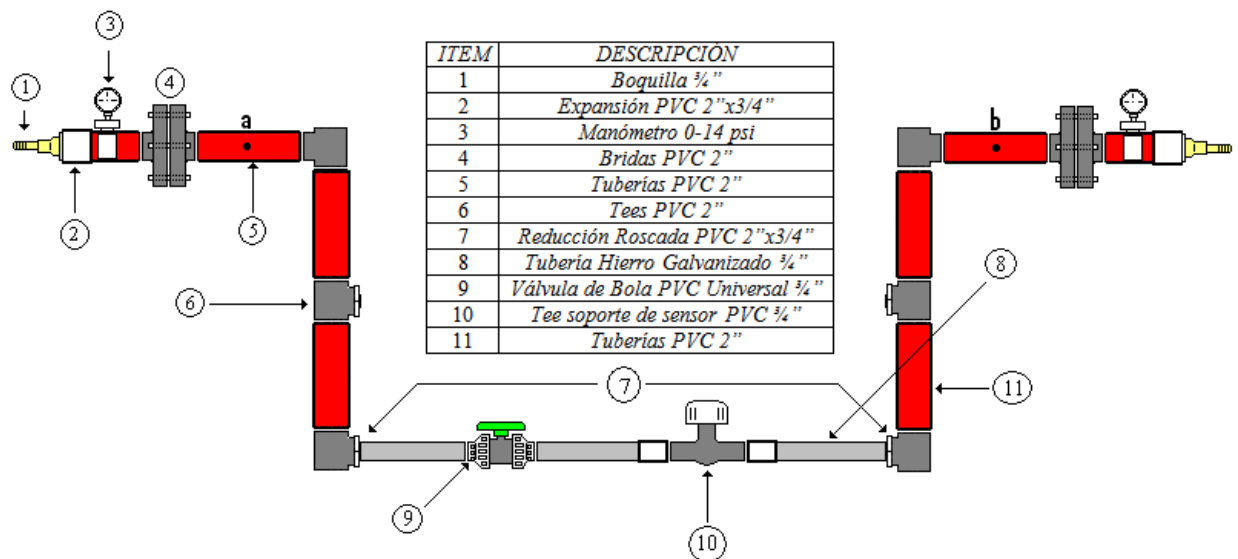 3
1
4
a
2
5
6
ITEM DESCRIPCIÓN
1 Boquilla ¾”
2 Expansión PVC 2”x3/4”
3 Manómetro 0-14 psi
4 Bridas PVC 2”
5 Tuberías PVC 2”
6 Tees PVC 2”
7 Reducción Roscada PVC 2”x3/4”
8 Tubería Hierro Galvanizado ¾”
9 Válvula de Bola PVC Universal ¾”
10 Tee soporte de sensor PVC ¾”
11 Tuberías PVC 2”
b
8
7
11
9
10